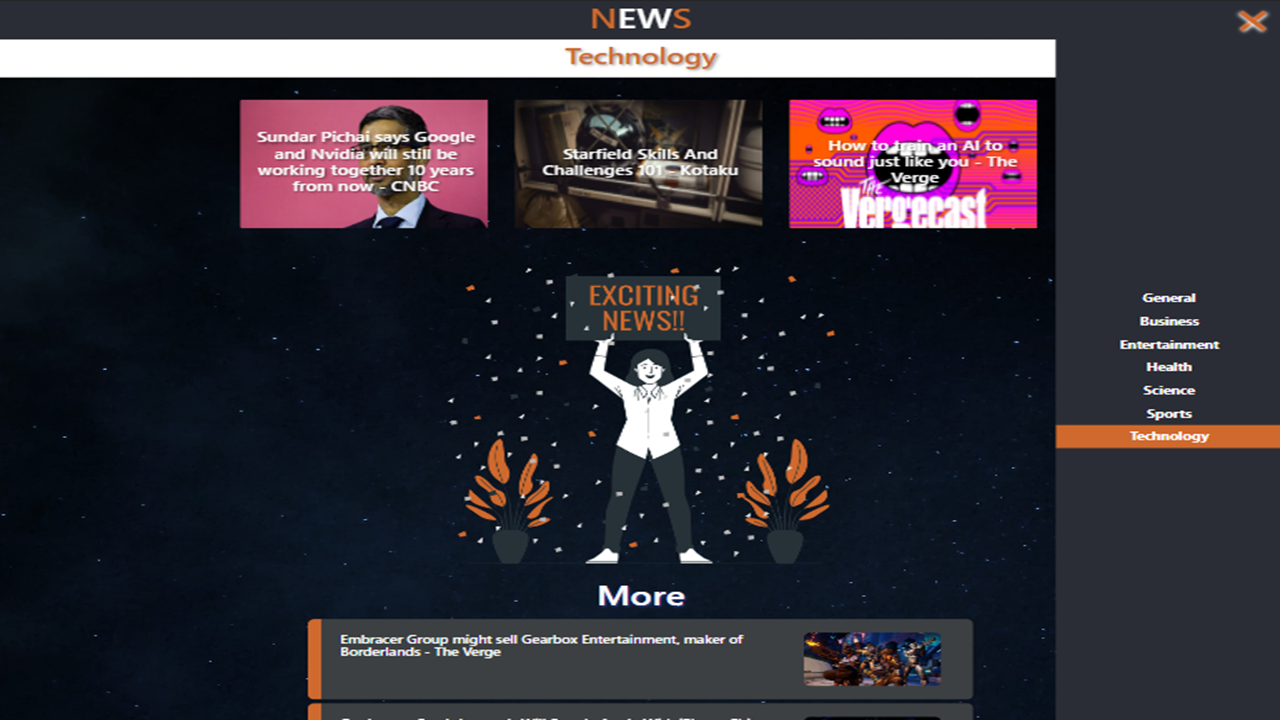 NEWS
Technology
Sundar Pichai says Google
and Nvidia will still be
working together 10 years
from now - CNBC
Starfield Skills And
Challenges 101 - Kotaku
How to train an AI to
sound just like you - The
Verge
THE
Vergecast
EXCITING
NEWS!!
General
Business
Entertainment
Health
Science
Sports
Technology
More
Embracer Group might sell Gearbox Entertainment, maker of
Borderlands - The Verge